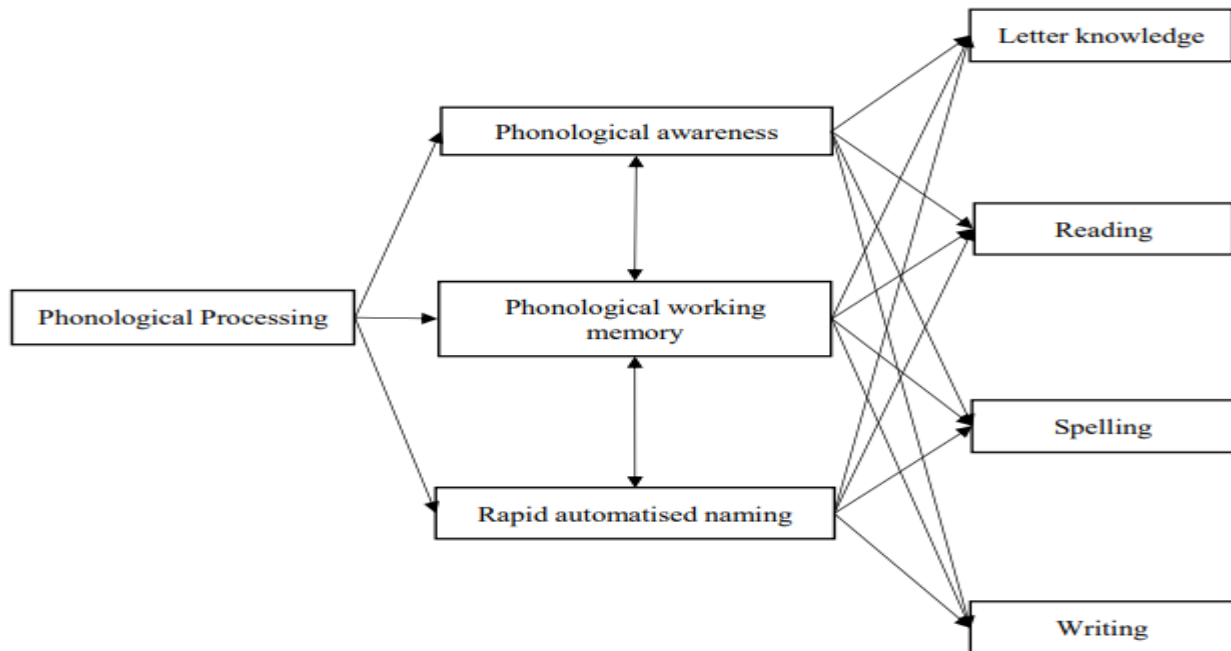 Letter knowledge
Phonological awareness
Reading
Phonological Processing
Phonological working
memory
Spelling
Rapid automatised naming
Writing